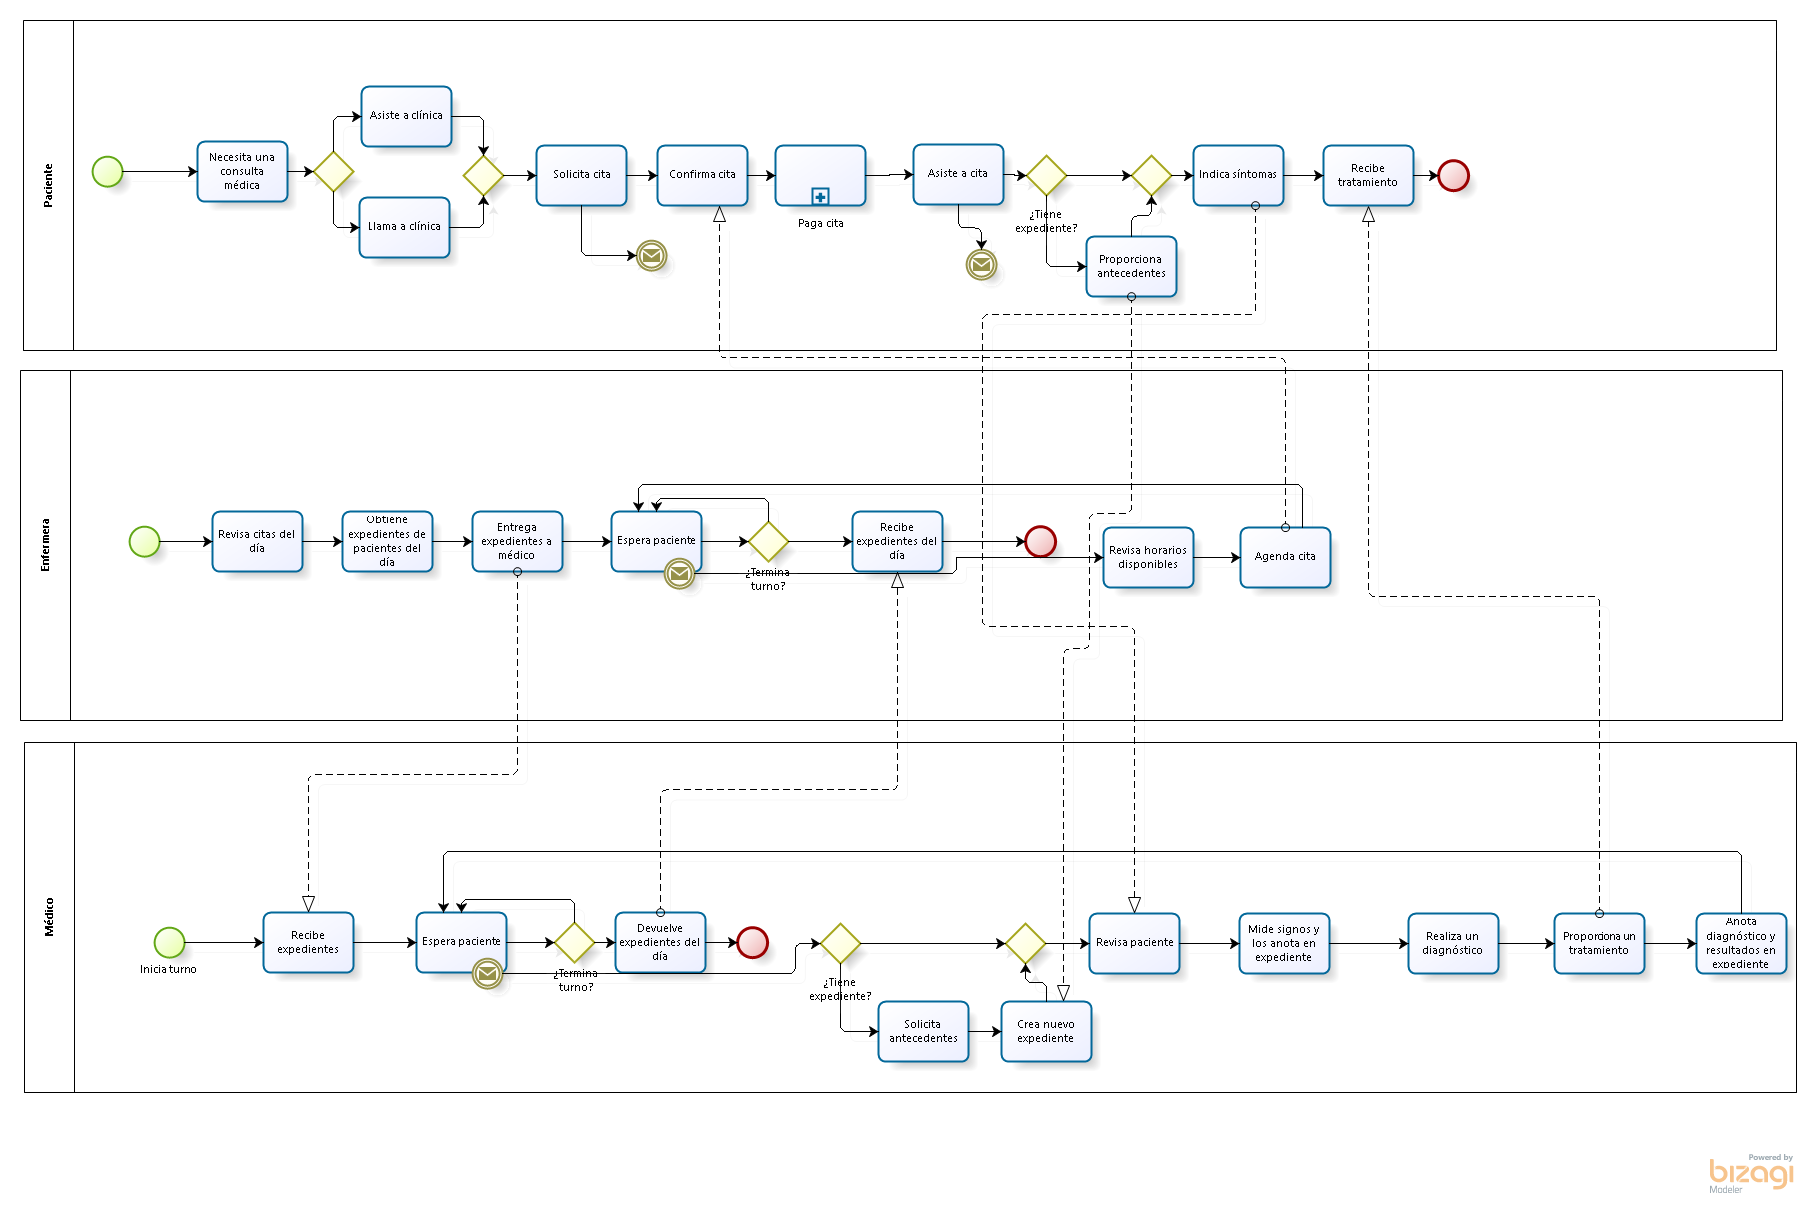 Paciente
Necesita una
consulta
médica
Asiste a clínica
Llama a clínica
Solicita cita
Confirma cita
Paga cita
Asiste a cita
¿Tiene
expediente?
Proporciona
antecedentes
Indica síntomas
Recibe
tratamiento
Enfermera
Revisa citas del
día
Obtiene
expedientes de
pacientes del
día
Entrega
expedientes a
médico
Espera paciente
¿Termina
turno?
Recibe
expedientes del
día
Revisa horarios
disponibles
Agenda cita
Médico
Inicia turno
Recibe
expedientes
Espera paciente
¿Termina
turno?
Devuelve
expedientes del
día
¿Tiene
expediente?
Solicita
antecedentes
Crea nuevo
expediente
Revisa paciente
Mide signos y
los anota en
expediente
Realiza un
diagnóstico
Proporciona un
tratamiento
Anota
diagnóstico y
resultados en
expediente
Powered by
bizagi
Modeler